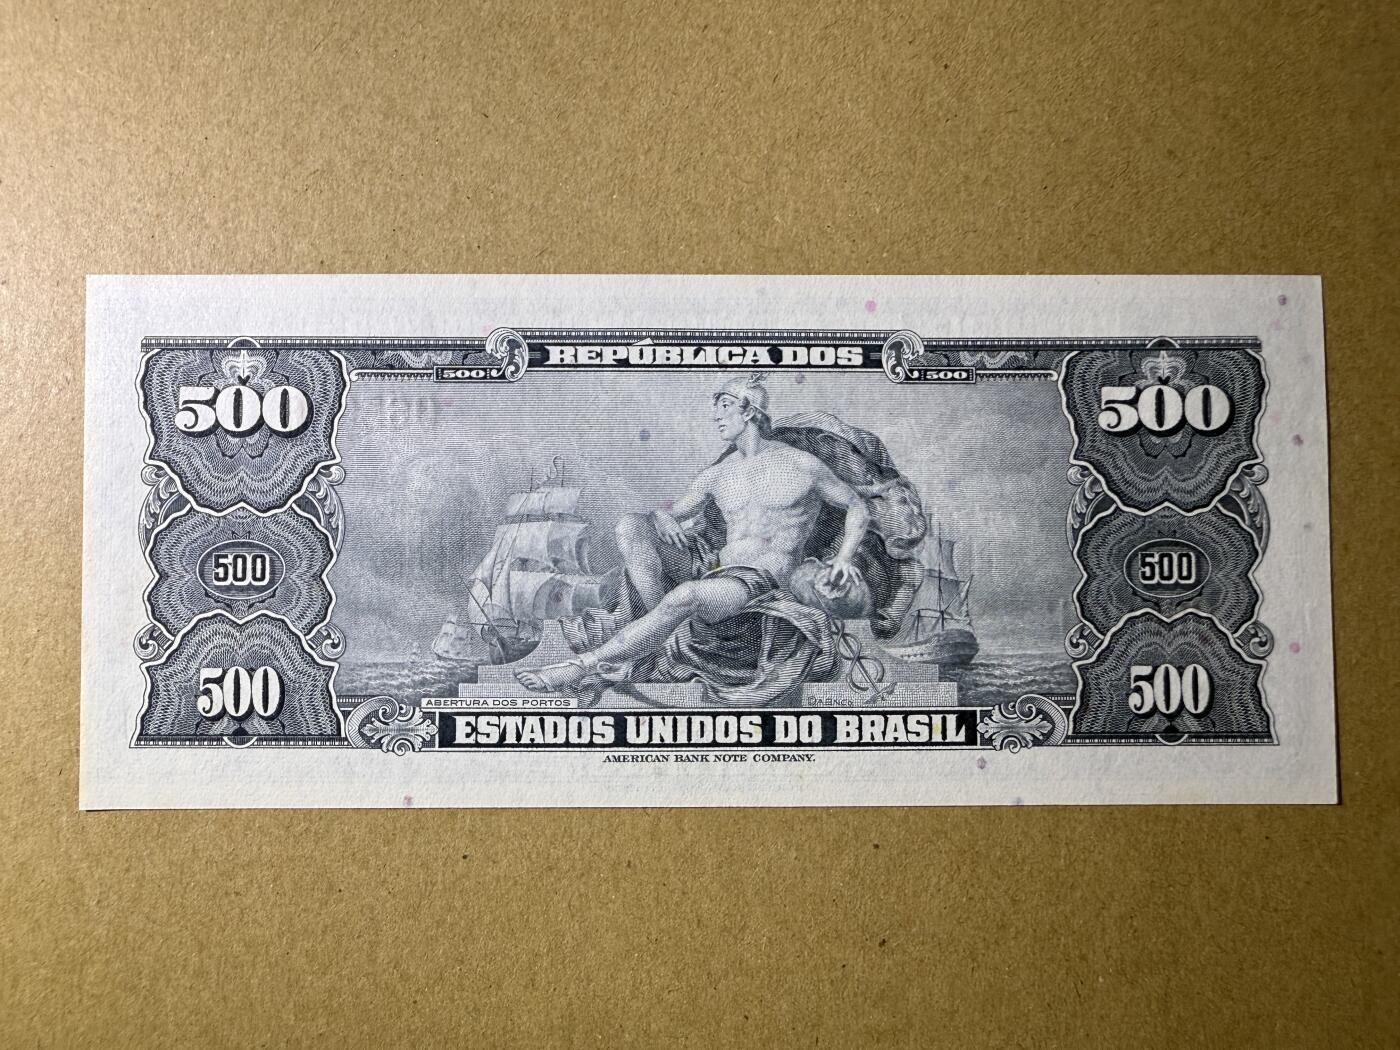 REPÚBLICA DOS
500 500
500 500
500 500
500 500
ABERTURA DOS PORTOS
ESTADOS UNIDOS DO BRASIL
AMERICAN BANK NOTE COMPANY.